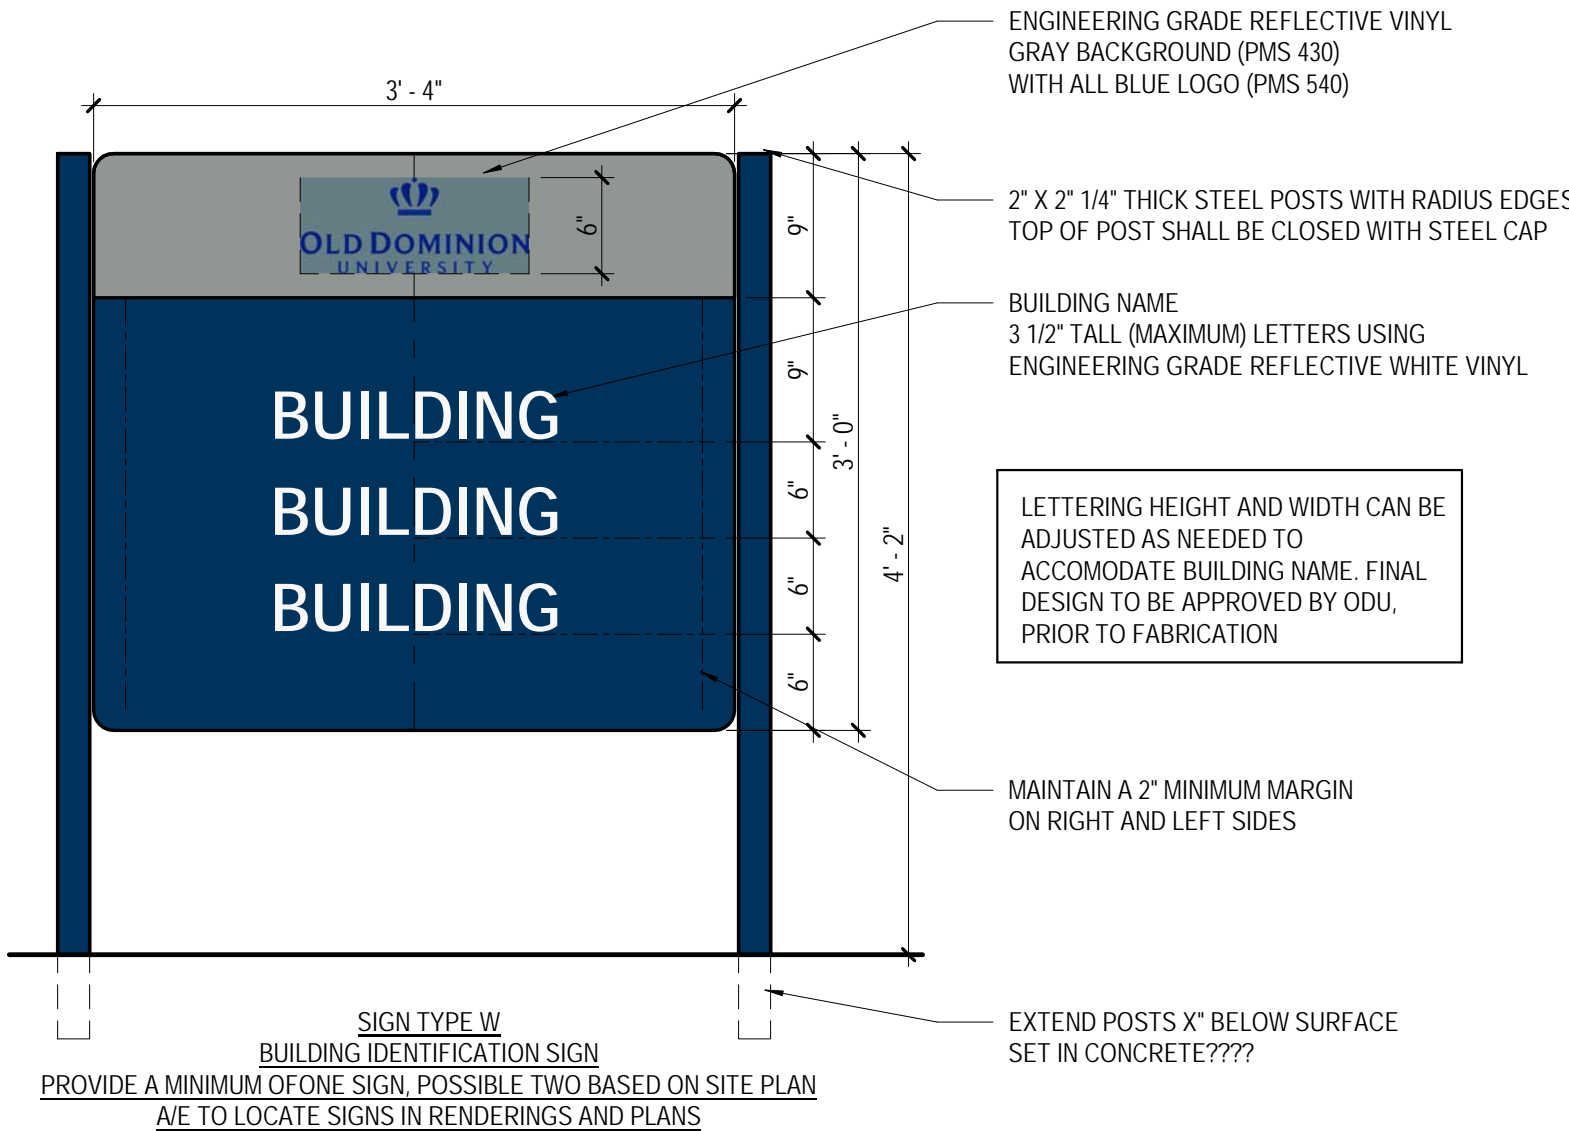 ENGINEERING GRADE REFLECTIVE VINYL
GRAY BACKGROUND (PMS 430)
WITH ALL BLUE LOGO (PMS 540)
3' - 4"
2" X 2" 1/4" THICK STEEL POSTS WITH RADIUS EDGES
TOP OF POST SHALL BE CLOSED WITH STEEL CAP
OLD DOMINION
UNIVERSITY
6"
9"
BUILDING NAME
3 1/2" TALL (MAXIMUM) LETTERS USING
ENGINEERING GRADE REFLECTIVE WHITE VINYL
9"
BUILDING
3' - 0"
BUILDING
6"
4' - 2"
BUILDING
6"
6"
LETTERING HEIGHT AND WIDTH CAN BE
ADJUSTED AS NEEDED TO
ACCOMODATE BUILDING NAME. FINAL
DESIGN TO BE APPROVED BY ODU,
PRIOR TO FABRICATION
MAINTAIN A 2" MINIMUM MARGIN
ON RIGHT AND LEFT SIDES
EXTEND POSTS X" BELOW SURFACE
SET IN CONCRETE????
SIGN TYPE W
BUILDING IDENTIFICATION SIGN
PROVIDE A MINIMUM OFONE SIGN, POSSIBLE TWO BASED ON SITE PLAN
A/E TO LOCATE SIGNS IN RENDERINGS AND PLANS